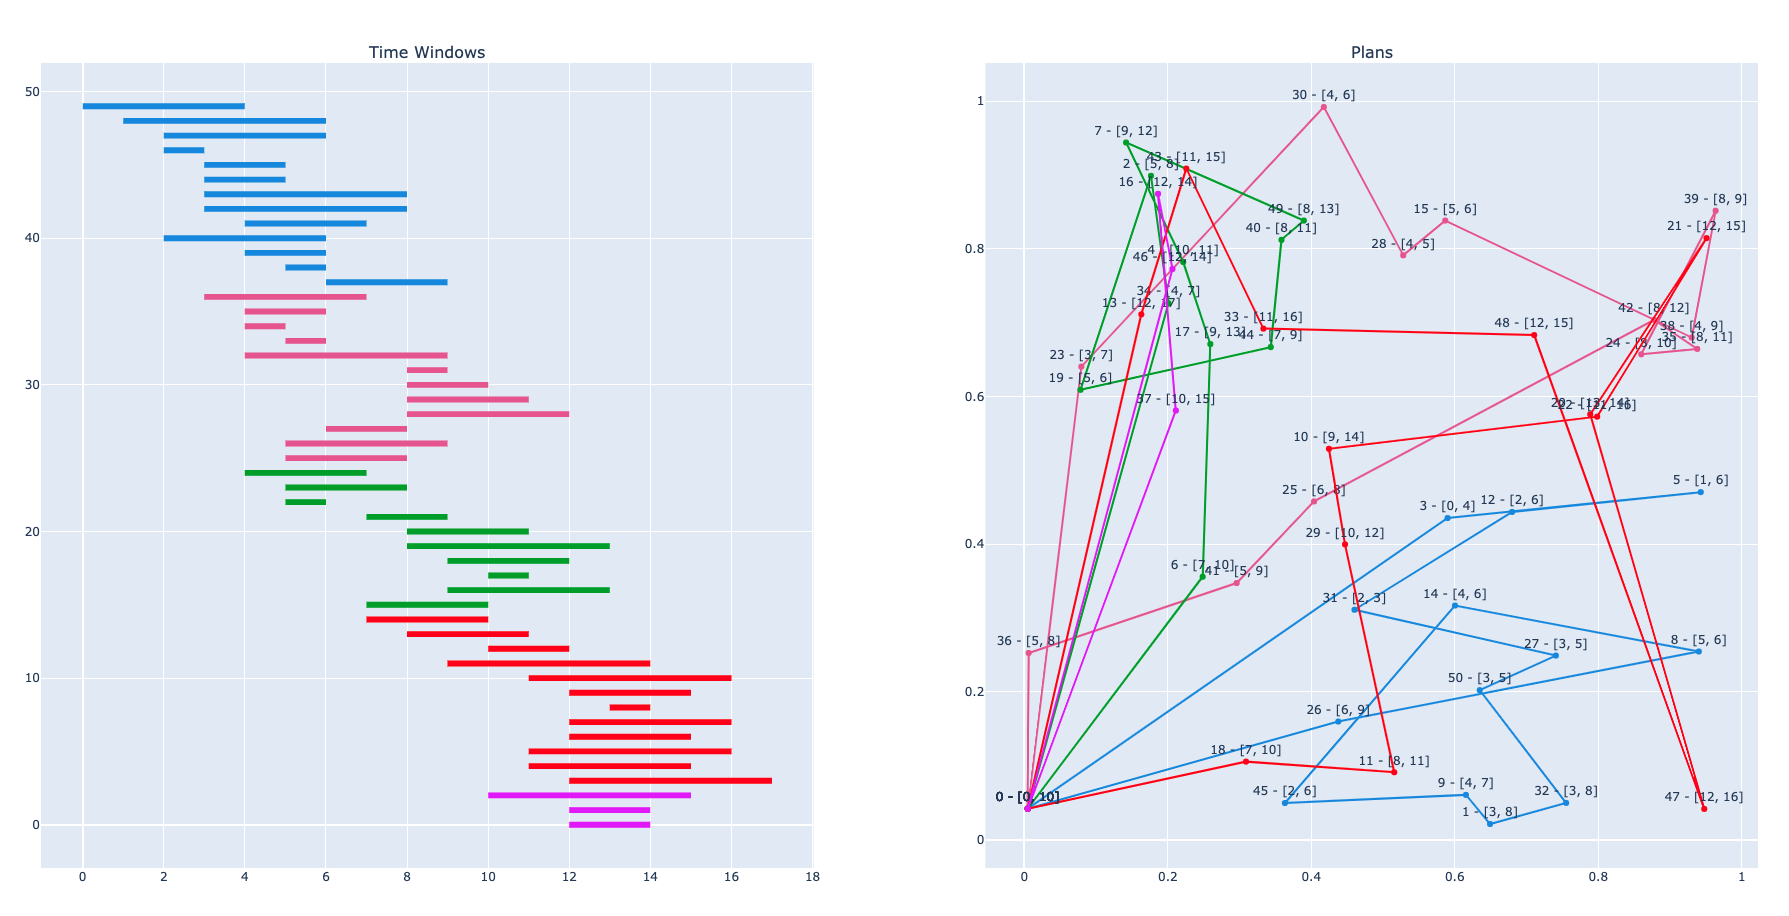 Time Windows
50
40
30
20
10
0
0
2
4
6
8
10
12
14
16
18
Plans
1
0.8
0.6
0.4
0.2
0
0
0.2
0.4
0.6
0.8
1
30 - [4, 6]
7 - [9, 12]
43 - [11, 15]
2 - [5, 8]
16 - [12, 14]
39 - [8, 9]
49 - [8, 13]
15 - [5, 6]
21 - [12, 15]
40 - [8, 11]
28 - [4, 5]
4 - [10, 11]
46 - [12, 14]
34 - [4, 7]
13 - [12, 17]
42 - [8, 12]
33 - [11, 16]
48 - [12, 15]
38 - [4, 9]
17 - [9, 13]
44 - [7, 9]
35 - [8, 11]
24 - [8, 10]
23 - [3, 7]
19 - [5, 6]
37 - [10, 15]
20 - [13, 14]
22 - [11, 16]
10 - [9, 14]
25 - [6, 8]
5 - [1, 6]
12 - [2, 6]
3 - [0, 4]
29 - [10, 12]
6 - [7, 10]
41 - [5, 9]
31 - [2, 3]
14 - [4, 6]
36 - [5, 8]
27 - [3, 5]
8 - [5, 6]
50 - [3, 5]
26 - [6, 9]
18 - [7, 10]
11 - [8, 11]
0 - [0, 10]
45 - [2, 6]
9 - [4, 7]
32 - [3, 8]
47 - [12, 16]
1 - [3, 8]